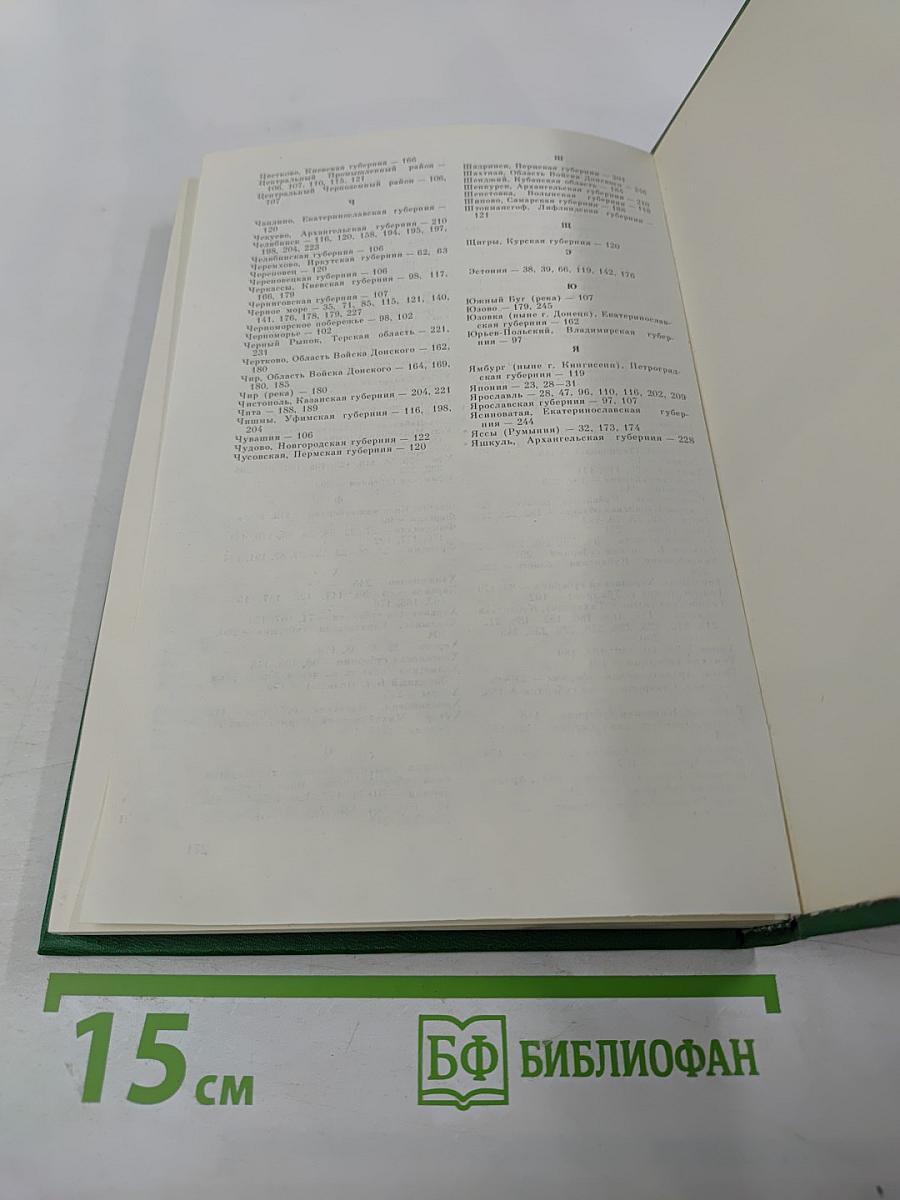 Цветково, Киевская губерния — 166
Центральный Промышленный район —
106, 107, 110, 115, 121
Центральный Черноземный район — 106,
107
Ч
Чаплино, Екатеринославская губерния —
120
Чекуево, Архангельская губерния — 210
Челябинск — 116, 120, 158, 194, 195, 197,
198, 204, 223
Челябинская губерния — 106
Черемхово, Иркутская губерния — 62, 63
Череповец — 120
Череповецкая губерния — 106
Черкассы, Киевская губерния — 98, 117,
166, 179
Черниговская губерния — 107
Черное море — 35, 71, 85, 115, 121, 140,
141, 176, 178, 179, 227
Черноморское побережье — 98, 102
Черноморье — 102
Черный Рынок, Терская область — 221,
231
Чертково, Область Войска Донского — 162,
180
Чир, Область Войска Донского — 164, 169,
180, 185
Чир (река) — 180
Чистополь, Казанская губерния — 204, 221
Чита — 188, 189
Чишмы, Уфимская губерния — 116, 198,
204
Чувашия — 106
Чудово, Новгородская губерния — 122
Чусовская, Пермская губерния — 120
Ш
Шадринск, Пермская губерния — 204
Шахтная, Область Войска Донского —
Шенджий, Кубанская область —
Шенкурск, Архангельская губерния — 210
Шепетовка, Волынская губерния —
Шипово, Самарская губерния —
Штокмансгоф, Лифляндская губерния —
121
Щ
Щигры, Курская губерния — 120
Э
Эстония — 38, 39, 66, 119, 142, 176
Ю
Южный Буг (река) — 107
Юзово — 179, 245
Юзовка (ныне г. Донецк), Екатеринослав-
ская губерния — 162
Юрьев-Польский, Владимирская губер-
ния — 97
Я
Ямбург (ныне г. Кингисепп), Петроград-
ская губерния — 119
Япония — 23, 28—31
Ярославль — 28, 47, 96, 110, 116, 202, 209
Ярославская губерния — 97, 107
Ясиноватая, Екатеринославская губер-
ния — 244
Яссы (Румыния) — 32, 173, 174
Яшкуль, Архангельская губерния — 228
15 см
БФ БИБЛИОФАН